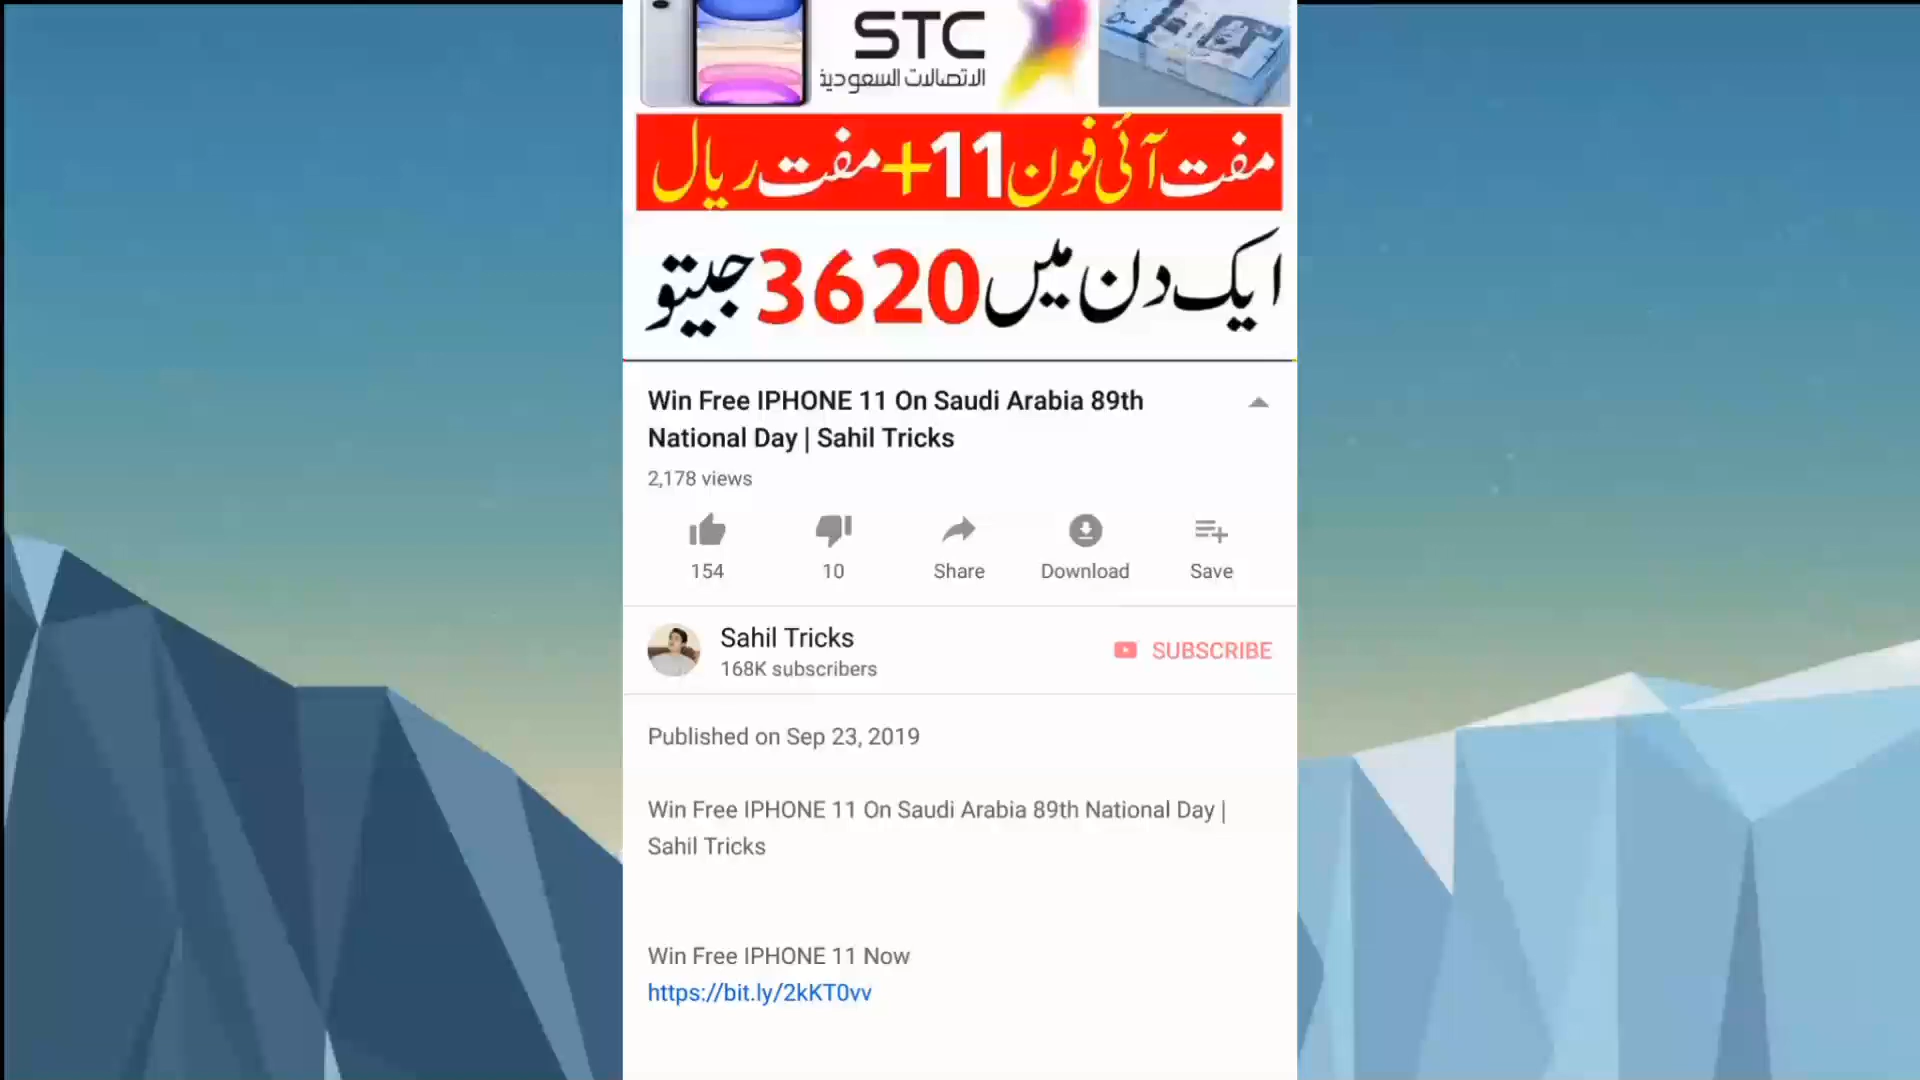 STC
الاتصالات السعودية
مفت آئی فون 11 + مفت ریال
ایک دن میں 3620 جیتو
Win Free IPHONE 11 On Saudi Arabia 89th
National Day | Sahil Tricks
2,178 views
154
10
Share
Download
Save
Sahil Tricks
168K subscribers
SUBSCRIBE
Published on Sep 23, 2019
Win Free IPHONE 11 On Saudi Arabia 89th National Day |
Sahil Tricks
Win Free IPHONE 11 Now
https://bit.ly/2kKT0vv